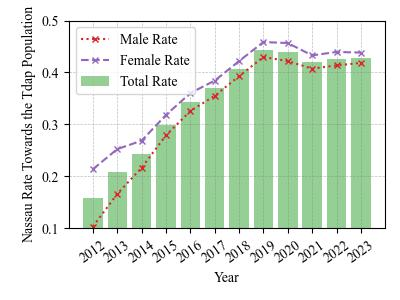 Nassau Rate Towards the Tdap Population
0.5
0.4
0.3
0.2
0.1
Male Rate
Female Rate
Total Rate
2012 2013 2014 2015 2016 2017 2018 2019 2020 2021 2022 2023
Year